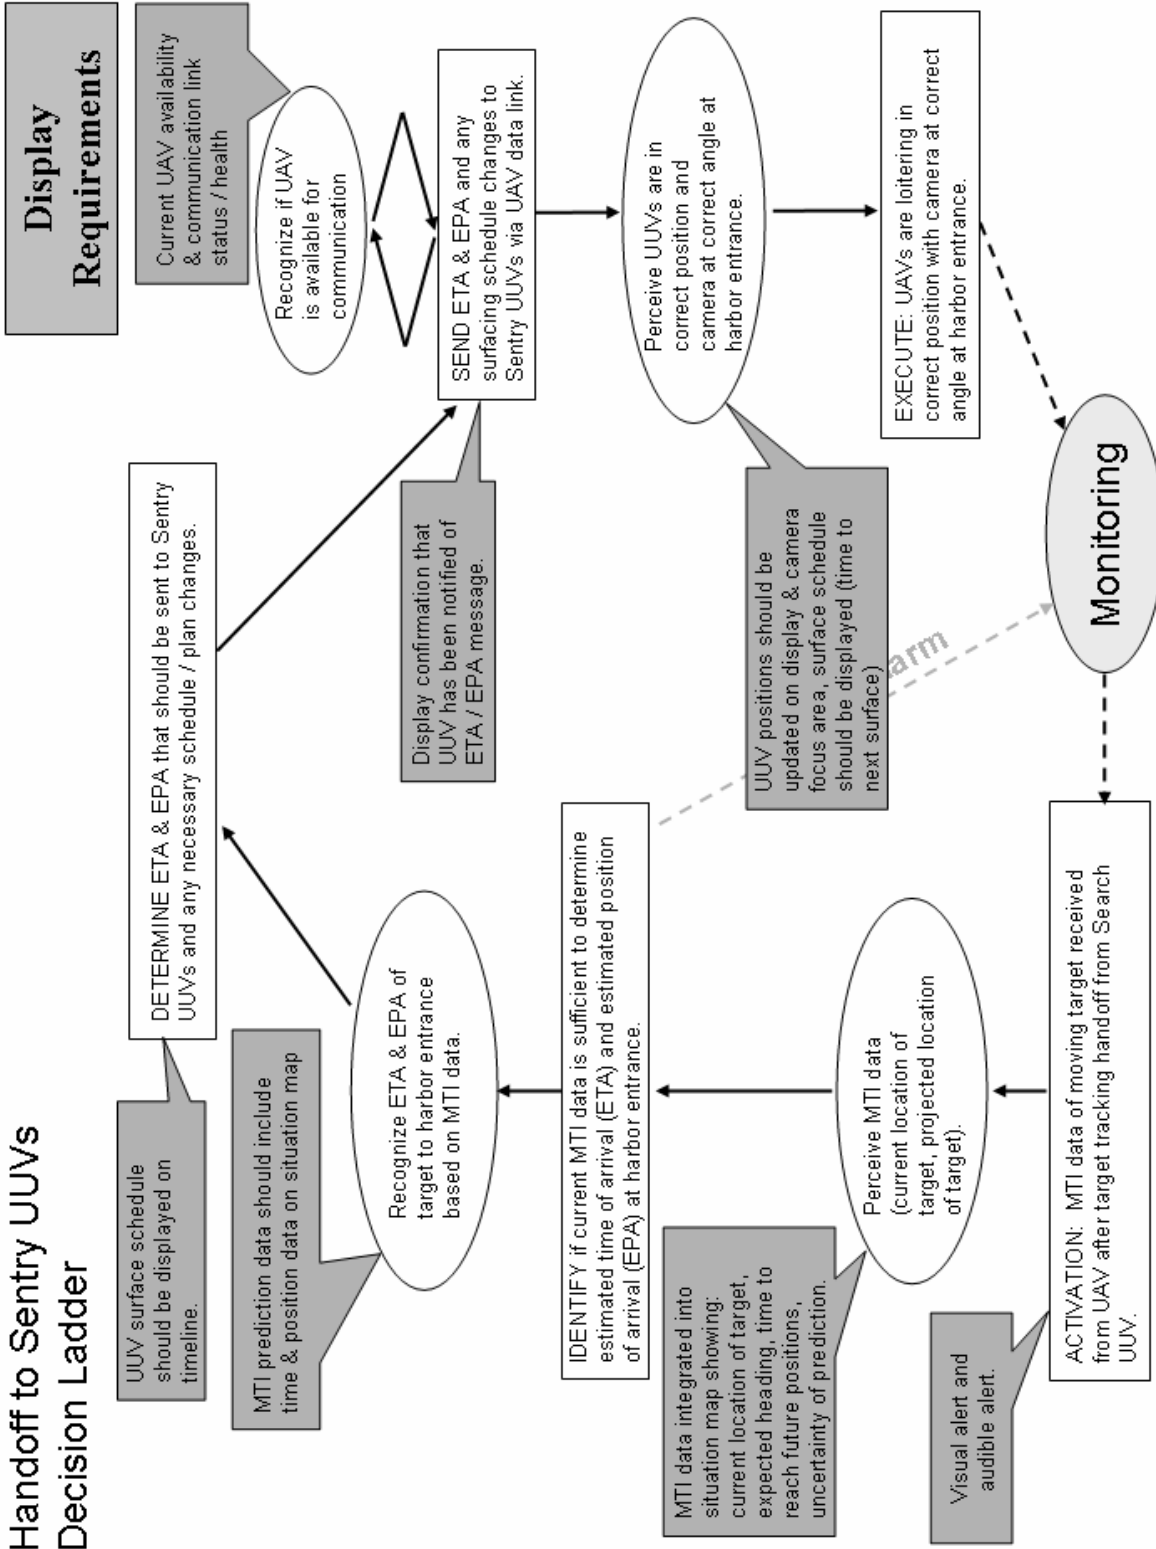 Handoff to Sentry UUVs
Decision Ladder
Display
Requirements
UUV surface schedule
should be displayed on
timeline.
DETERMINE ETA & EPA that should be sent to Sentry
UUVs and any necessary schedule / plan changes.
Current UAV availability
& communication link
status / health
MTI prediction data should include
time & position data on situation map
Recognize if UAV
is available for
communication
Recognize ETA & EPA of
target to harbor entrance
based on MTI data.
Display confirmation that
UUV has been notified of
ETA / EPA message.
SEND ETA & EPA and any
surfacing schedule changes to
Sentry UUVs via UAV data link.
IDENTIFY if current MTI data is sufficient to determine
estimated time of arrival (ETA) and estimated position
of arrival (EPA) at harbor entrance.
Perceive UUVs are in
correct position and
camera at correct angle at
harbor entrance.
MTI data integrated into
situation map showing:
current location of target,
expected heading, time to
reach future positions,
uncertainty of prediction.
Perceive MTI data
(current location of
target, projected location
of target).
UUV positions should be
updated on display & camera
focus area, surface schedule
should be displayed (time to
next surface)
arm
EXECUTE: UAVs are loitering in
correct position with camera at correct
angle at harbor entrance.
Visual alert and
audible alert.
ACTIVATION: MTI data of moving target received
from UAV after target tracking handoff from Search
UUV.
Monitoring